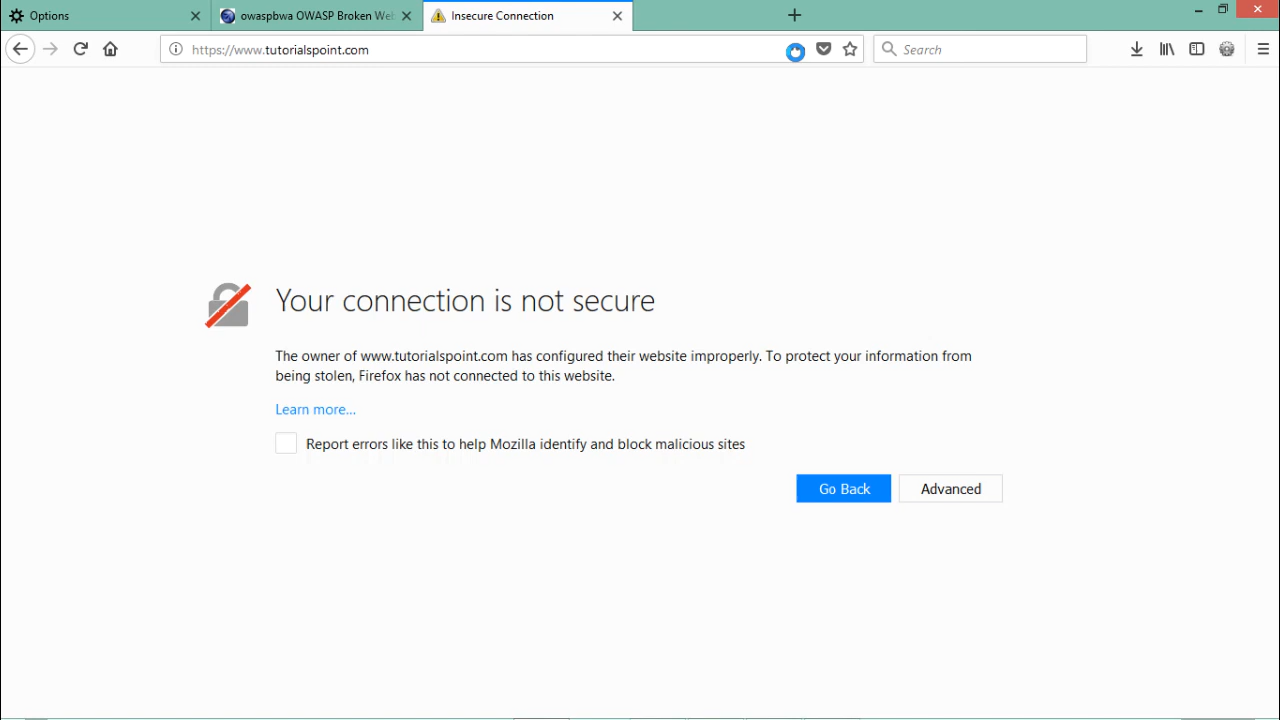 Options
owaspbwa OWASP Broken Web
Insecure Connection
https://www.tutorialspoint.com
Search
Your connection is not secure
The owner of www.tutorialspoint.com has configured their website improperly. To protect your information from
being stolen, Firefox has not connected to this website.
Learn more...
Report errors like this to help Mozilla identify and block malicious sites
Go Back
Advanced